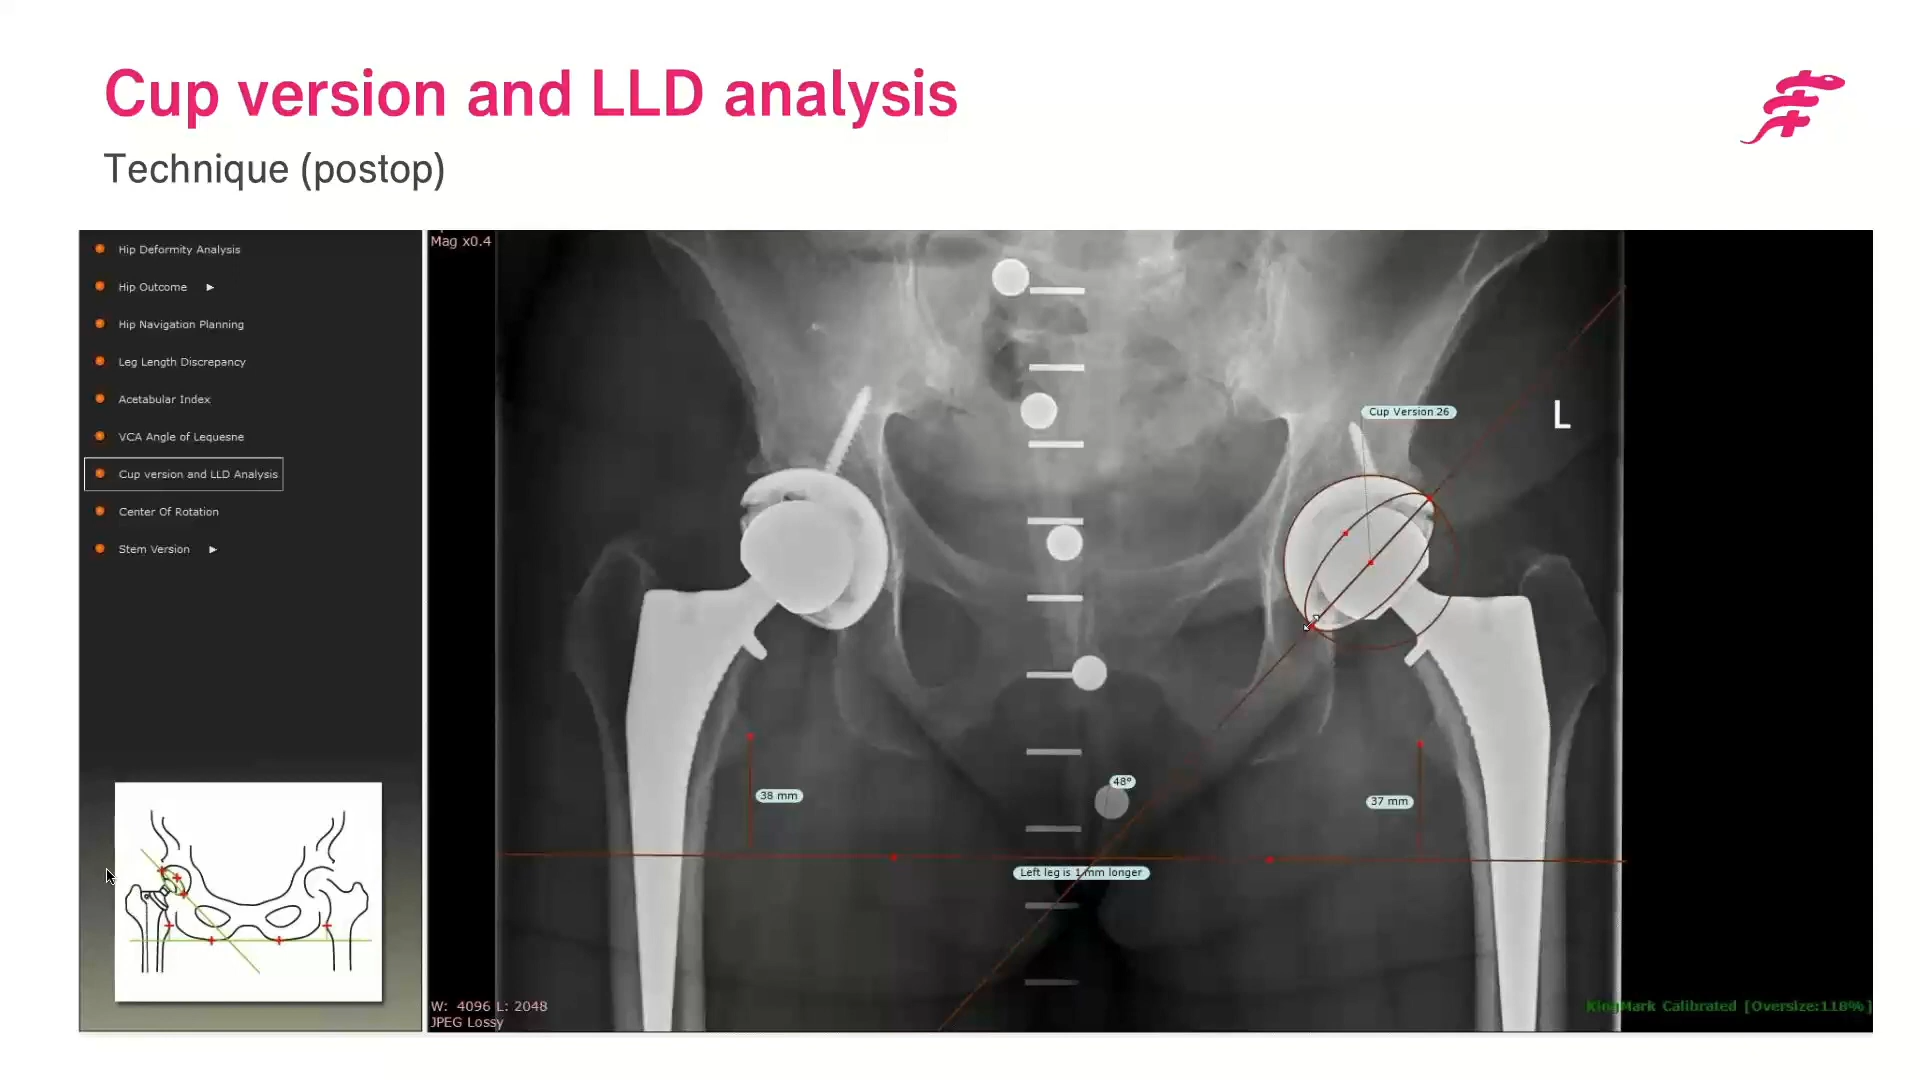 Cup version and LLD analysis
Technique (postop)
Hip Deformity Analysis
Hip Outcome
Hip Navigation Planning
Leg Length Discrepancy
Acetabular Index
VCA Angle of Lequesne
Cup version and LLD Analysis
Center Of Rotation
Stem Version
Mag x0.4
Cup Version 26
L
48°
38 mm
37 mm
Left leg is 1 mm longer
W: 4096 L: 2048
JPEG Lossy
KingMark Calibrated [Oversize:118%]